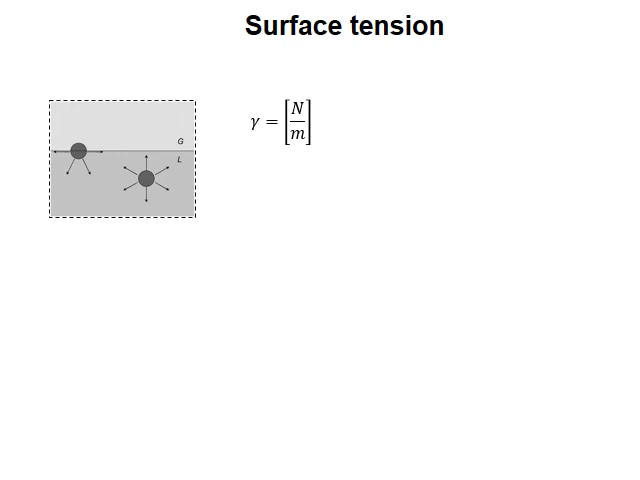 Surface tension
γ = [N/m]
G
L